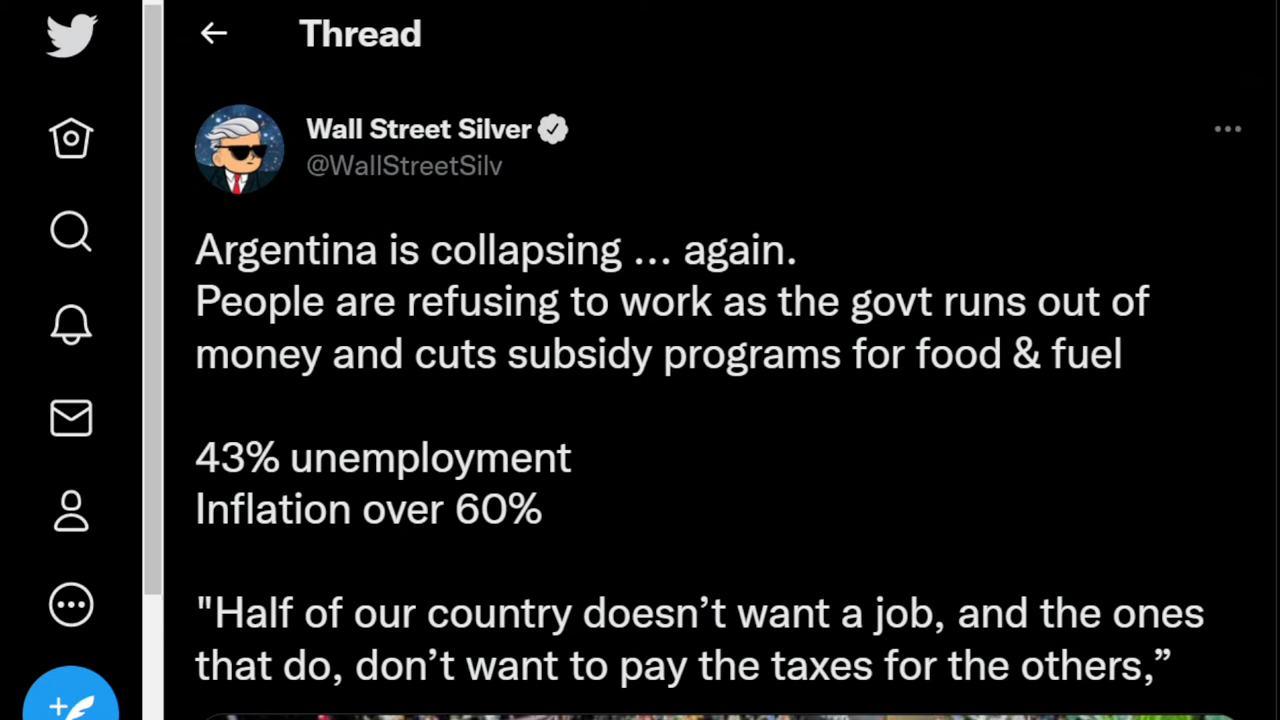 Thread
Wall Street Silver
@WallStreetSilv
Argentina is collapsing ... again.
People are refusing to work as the govt runs out of
money and cuts subsidy programs for food & fuel
43% unemployment
Inflation over 60%
"Half of our country doesn’t want a job, and the ones
that do, don’t want to pay the taxes for the others,”